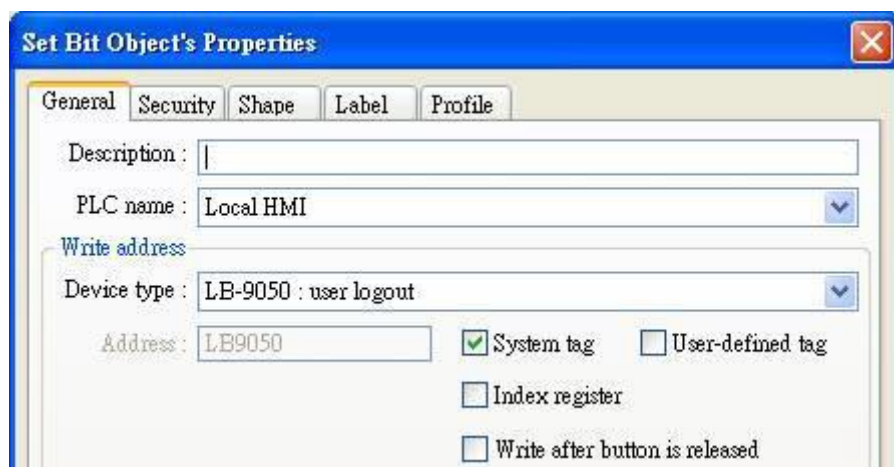 Set Bit Object's Properties
General Security Shape Label Profile
Description :
PLC name : Local HMI
Write address
Device type : LB-9050 : user logout
Address : LB9050 System tag User-defined tag
Index register
Write after button is released